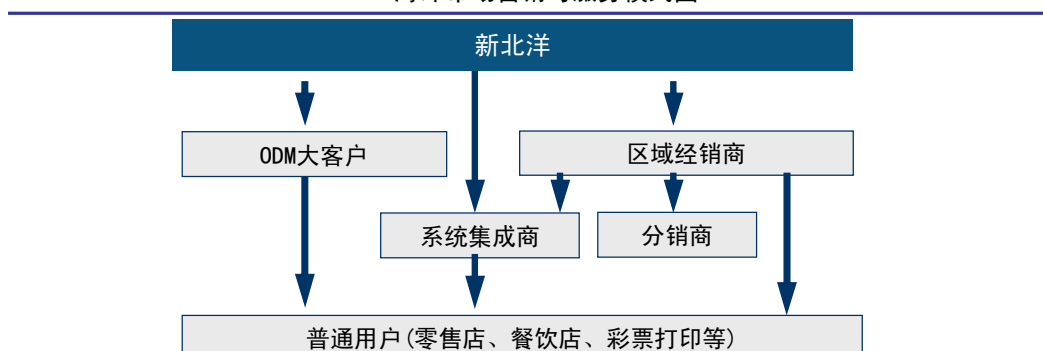 新北洋
ODM大客户
区域经销商
系统集成商
分销商
普通用户(零售店、餐饮店、彩票打印等)